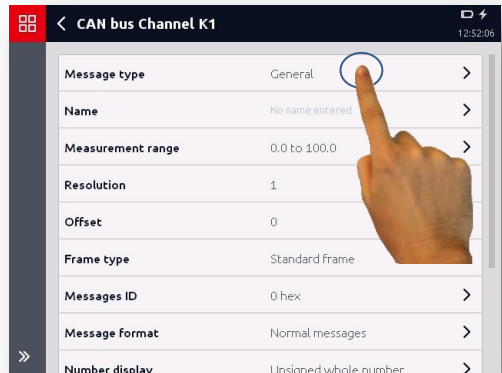 CAN bus Channel K1
12:52:06
Message type General
Name No name entered
Measurement range 0.0 to 100.0
Resolution 1
Offset 0
Frame type Standard frame
Messages ID 0 hex
Message format Normal messages
Number display Unsigned whole number